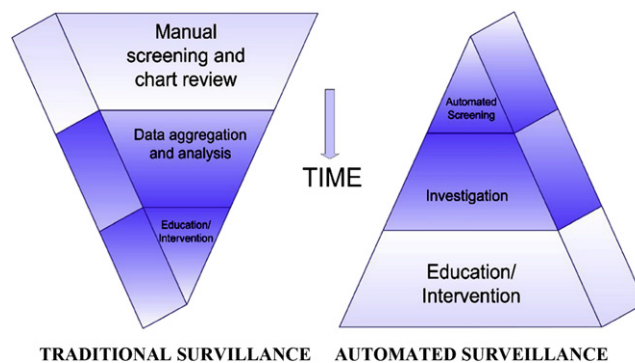 Manual
screening and
chart review
Data aggregation
and analysis
Education/
Intervention
TIME
Automated
Screening
Investigation
Education/
Intervention
TRADITIONAL SURVILLANCE
AUTOMATED SURVEILLANCE